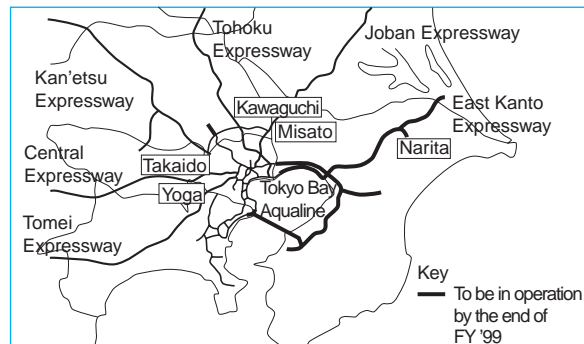 Tohoku
Expressway
Joban Expressway
Kan'etsu
Expressway
Kawaguchi
Misato
East Kanto
Expressway
Narita
Central
Expressway
Takaido
Yoga
Tokyo Bay
Aqualine
Tomei
Expressway
Key
To be in operation
by the end of
FY '99